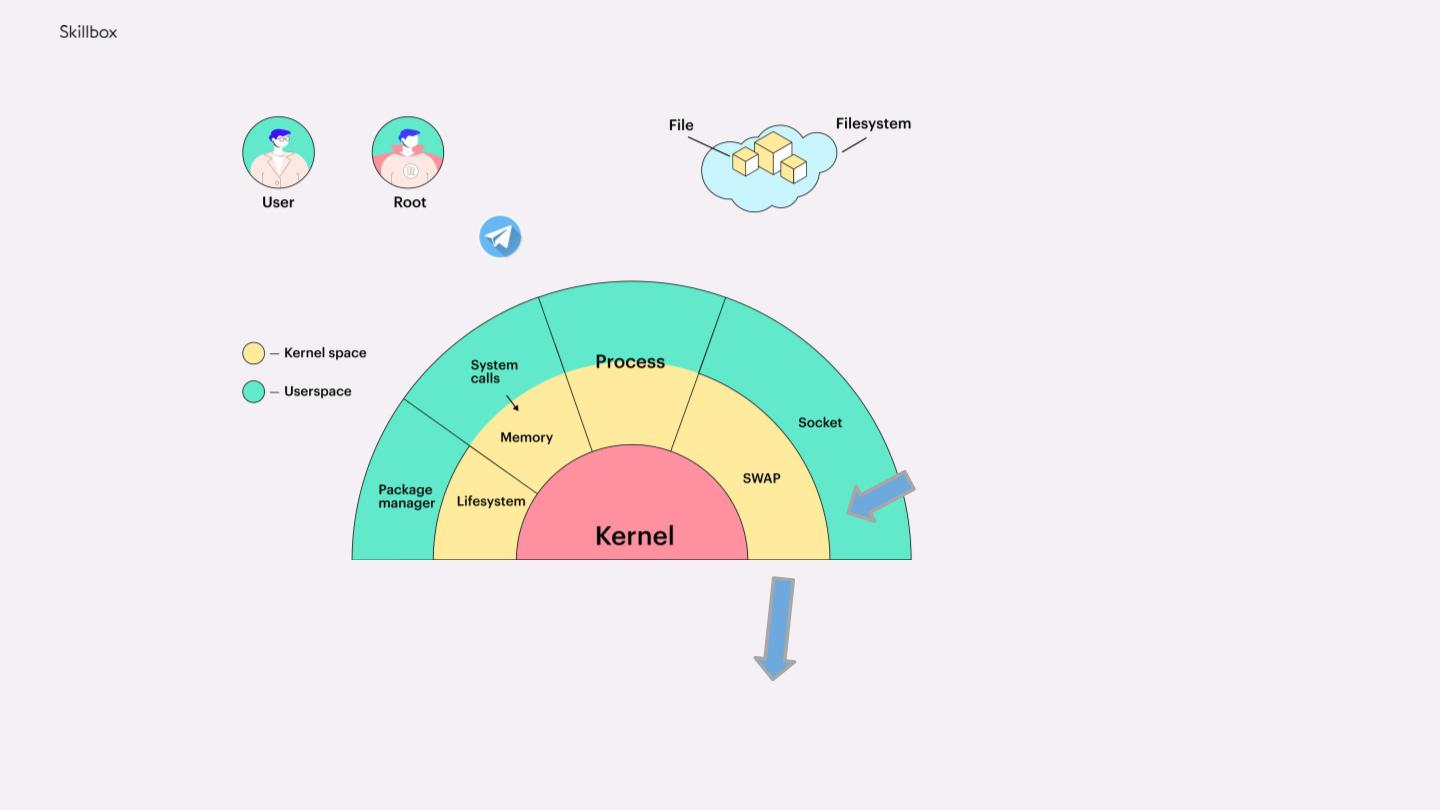 Skillbox
File
Filesystem
User
Root
— Kernel space
— Userspace
System
calls
Process
Memory
Socket
SWAP
Package
manager
Lifesystem
Kernel